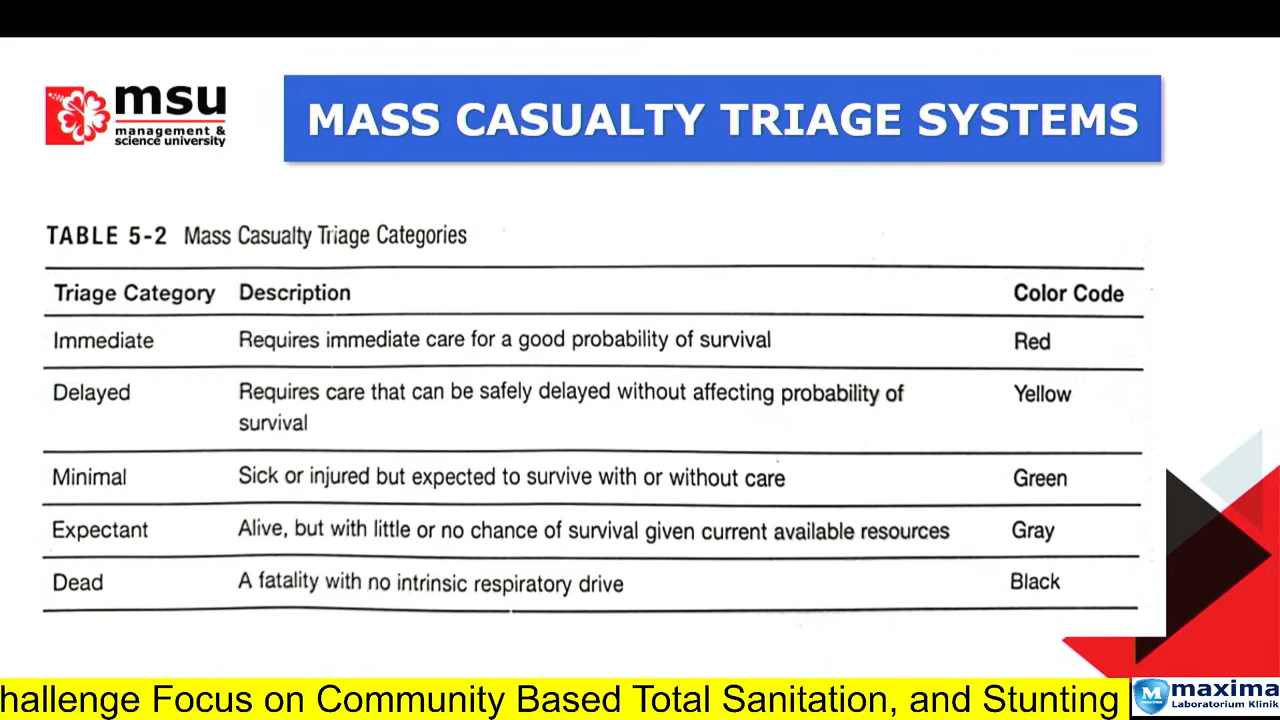 msu
management &
science university
MASS CASUALTY TRIAGE SYSTEMS
TABLE 5-2 Mass Casualty Triage Categories
Triage Category Description Color Code
Immediate Requires immediate care for a good probability of survival Red
Delayed Requires care that can be safely delayed without affecting probability of Yellow
survival
Minimal Sick or injured but expected to survive with or without care Green
Expectant Alive, but with little or no chance of survival given current available resources Gray
Dead A fatality with no intrinsic respiratory drive Black
hallenge Focus on Community Based Total Sanitation, and Stunting
maxima
Laboratorium Klinik